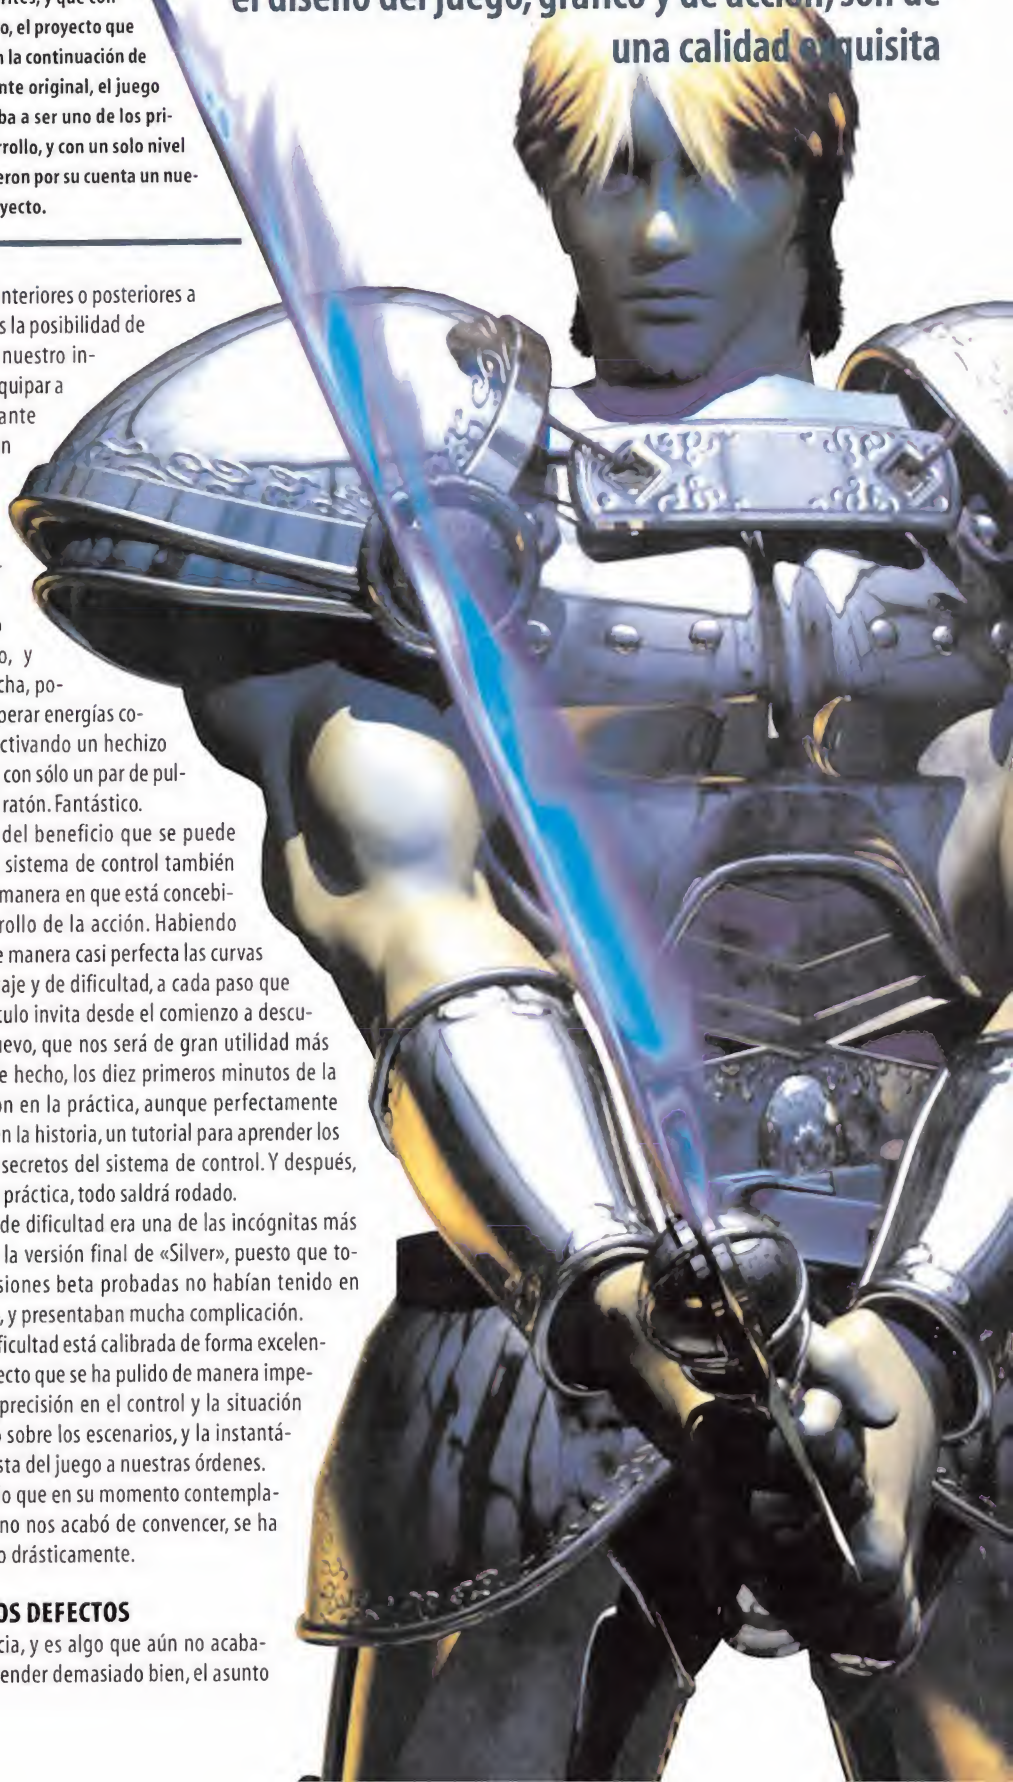 el diseño del juego, gráfico y de acción, son de
una calidad exquisita
o, el proyecto que
n la continuación de
nte original, el juego
ba a ser uno de los pri-
rrollo, y con un solo nivel
eron por su cuenta un nue-
yecto.
nteriores o posteriores a
s la posibilidad de
nuestro in-
quipar a
ante
n
o, y
cha, po-
perar energías co-
ctivando un hechizo
con sólo un par de pul-
ratón. Fantástico.
del beneficio que se puede
sistema de control también
manera en que está concebi-
rollo de la acción. Habiendo
e manera casi perfecta las curvas
aje y de dificultad, a cada paso que
culo invita desde el comienzo a descu-
uevo, que nos será de gran utilidad más
e hecho, los diez primeros minutos de la
on en la práctica, aunque perfectamente
n la historia, un tutorial para aprender los
secretos del sistema de control. Y después,
práctica, todo saldrá rodado.
de dificultad era una de las incógnitas más
la versión final de «Silver», puesto que to-
siones beta probadas no habían tenido en
, y presentaban mucha complicación.
ficultad está calibrada de forma excelen-
ecto que se ha pulido de manera impe-
precisión en el control y la situación
o sobre los escenarios, y la instantá-
sta del juego a nuestras órdenes.
o que en su momento contempla-
no nos acabó de convencer, se ha
o drásticamente.
OS DEFECTOS
cia, y es algo que aún no acaba-
ender demasiado bien, el asunto